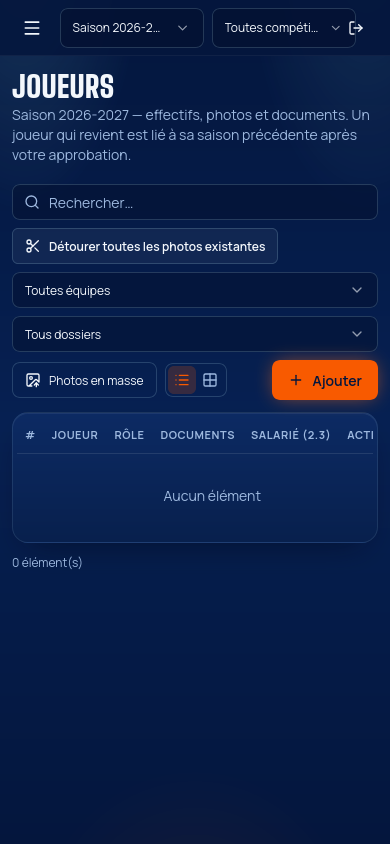 Saison 2026-2...
Toutes compéti...
JOUEURS
Saison 2026-2027 — effectifs, photos et documents. Un
joueur qui revient est lié à sa saison précédente après
votre approbation.
Rechercher...
Détourer toutes les photos existantes
Toutes équipes
Tous dossiers
Photos en masse
Ajouter
# JOUEUR RÔLE DOCUMENTS SALARIÉ (2.3) ACTI
Aucun élément
0 élément(s)